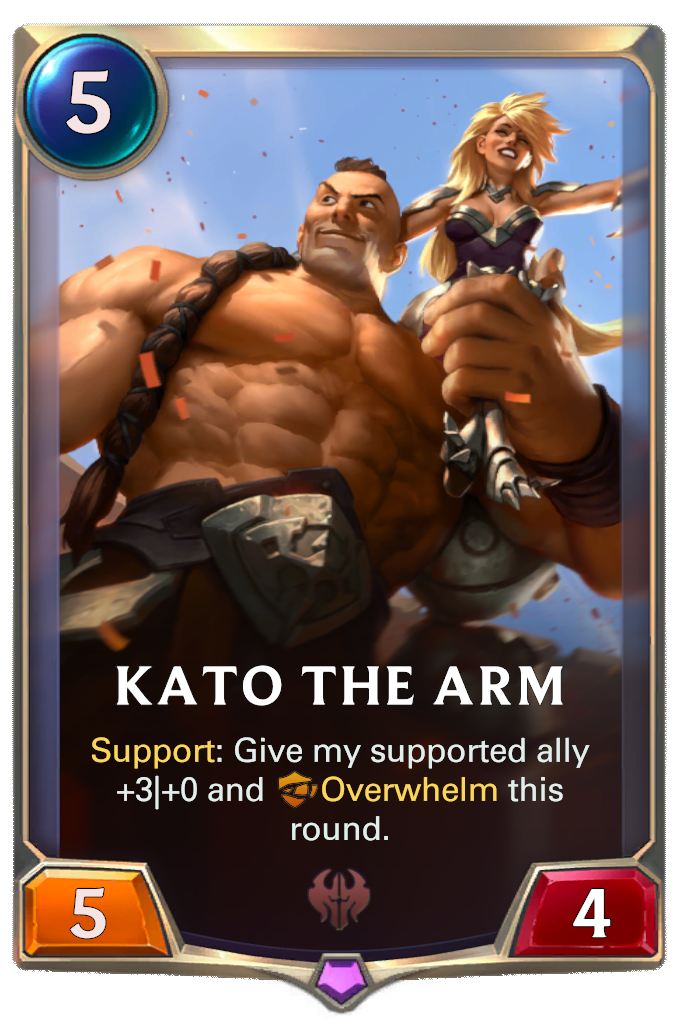 5
KATO THE ARM
Support: Give my supported ally
+3|+0 and Overwhelm this
round.
5
4